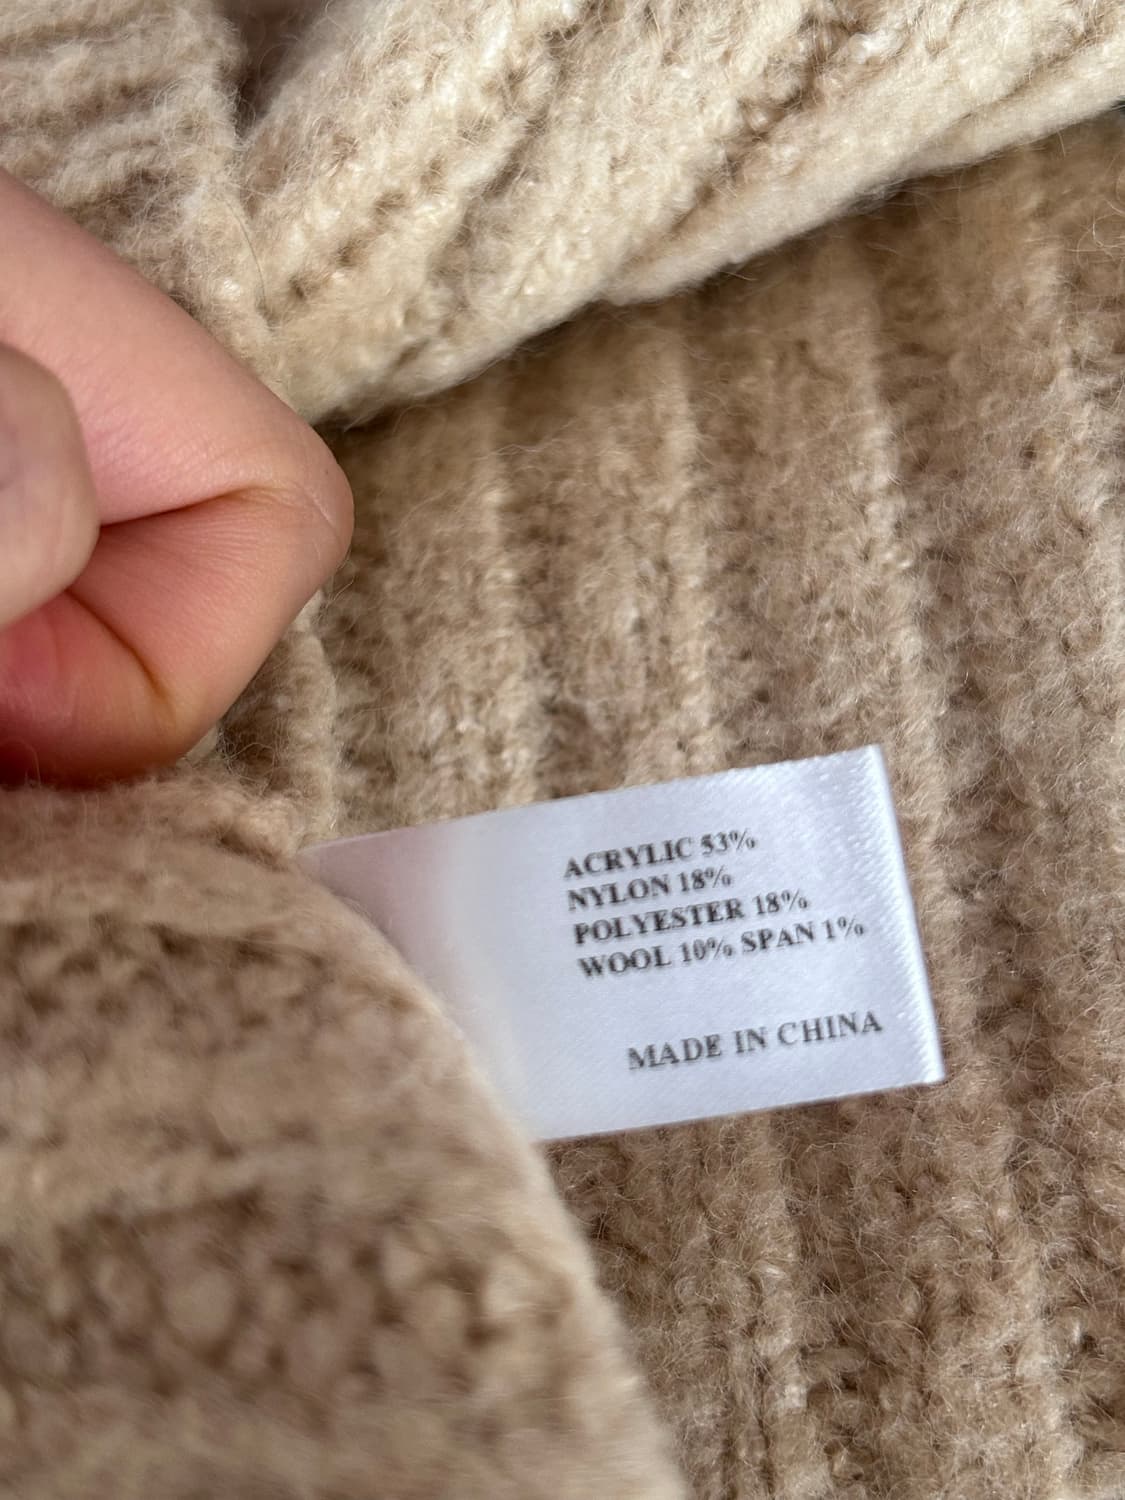 ACRYLIC 53%
NYLON 18%
POLYESTER 18%
WOOL 10% SPAN 1%
MADE IN CHINA